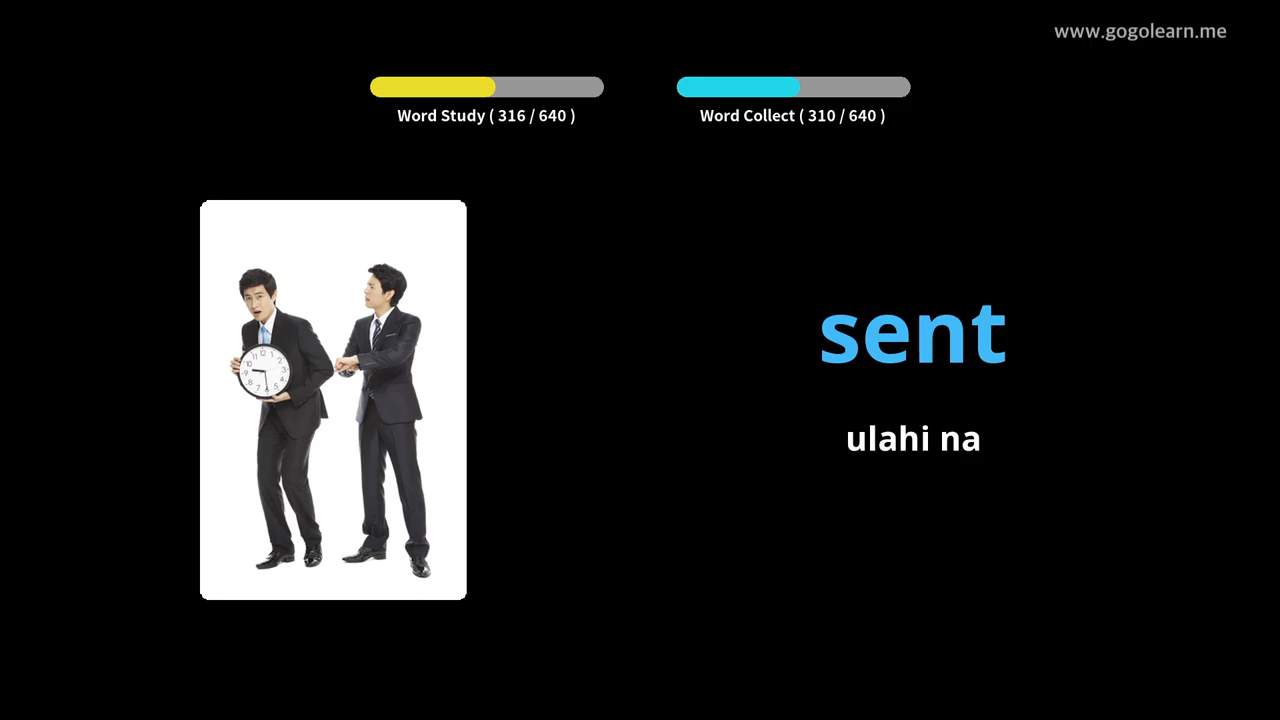 www.gogolearn.me
Word Study ( 316 / 640 )
Word Collect ( 310 / 640 )
sent
ulahi na